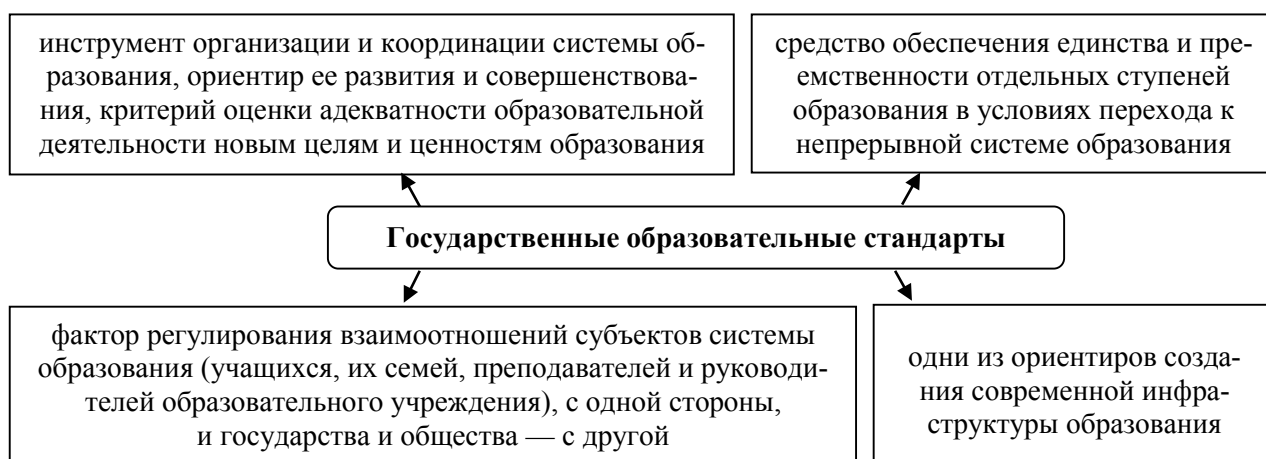 инструмент организации и координации системы об-
разования, ориентир ее развития и совершенствова-
ния, критерий оценки адекватности образовательной
деятельности новым целям и ценностям образования
средство обеспечения единства и пре-
емственности отдельных ступеней
образования в условиях перехода к
непрерывной системе образования
Государственные образовательные стандарты
фактор регулирования взаимоотношений субъектов системы
образования (учащихся, их семей, преподавателей и руководи-
телей образовательного учреждения), с одной стороны,
и государства и общества — с другой
одни из ориентиров созда-
ния современной инфра-
структуры образования